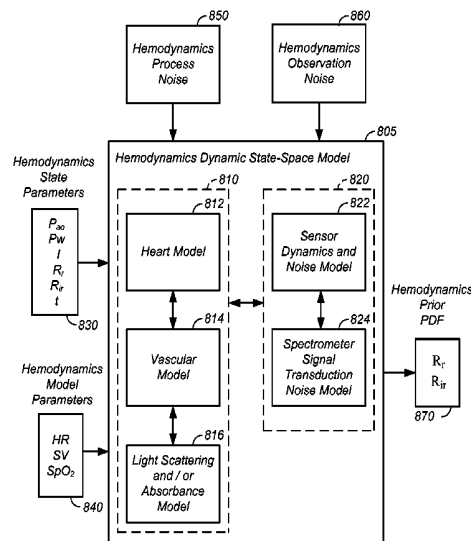 850
Hemodynamics
Process
Noise
860
Hemodynamics
Observation
Noise
805
Hemodynamics Dynamic State-Space Model
Hemodynamics
State
Parameters
Pao
Pw
I
Rr
Rir
t
830
Hemodynamics
Model
Parameters
HR
SV
SpO2
840
810
812
Heart Model
814
Vascular
Model
816
Light Scattering
and / or
Absorbance
Model
820
822
Sensor
Dynamics and
Noise Model
824
Spectrometer
Signal
Transduction
Noise Model
Hemodynamics
Prior
PDF
Rr
Rir
870